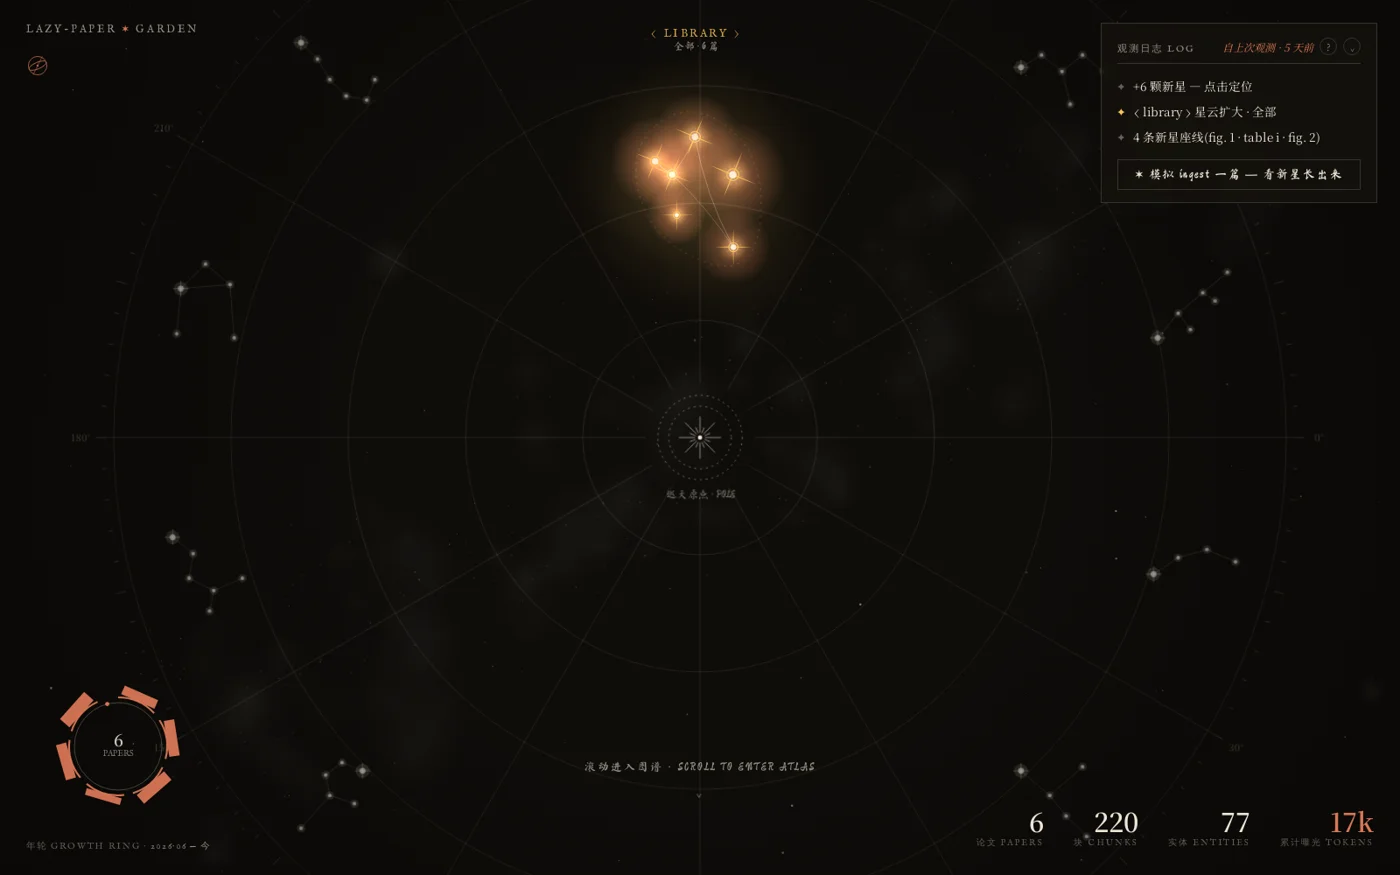 LAZY-PAPER ✶ GARDEN
〈 LIBRARY 〉
全部 · 6 篇
观测日志 LOG 自上次观测 · 5 天前 ?
+6 颗新星 — 点击定位
〈 library 〉星云扩大 · 全部
4 条新星座线(fig. 1 · table i · fig. 2)
✶ 模拟 ingest 一篇 — 看新星长出来
210°
180°
0°
巡天原点 · POLE
6
PAPERS
30°
滚动进入图谱 · SCROLL TO ENTER ATLAS
6
论文 PAPERS
220
块 CHUNKS
77
实体 ENTITIES
17k
累计曝光 TOKENS
年轮 GROWTH RING · 2026·06 — 今